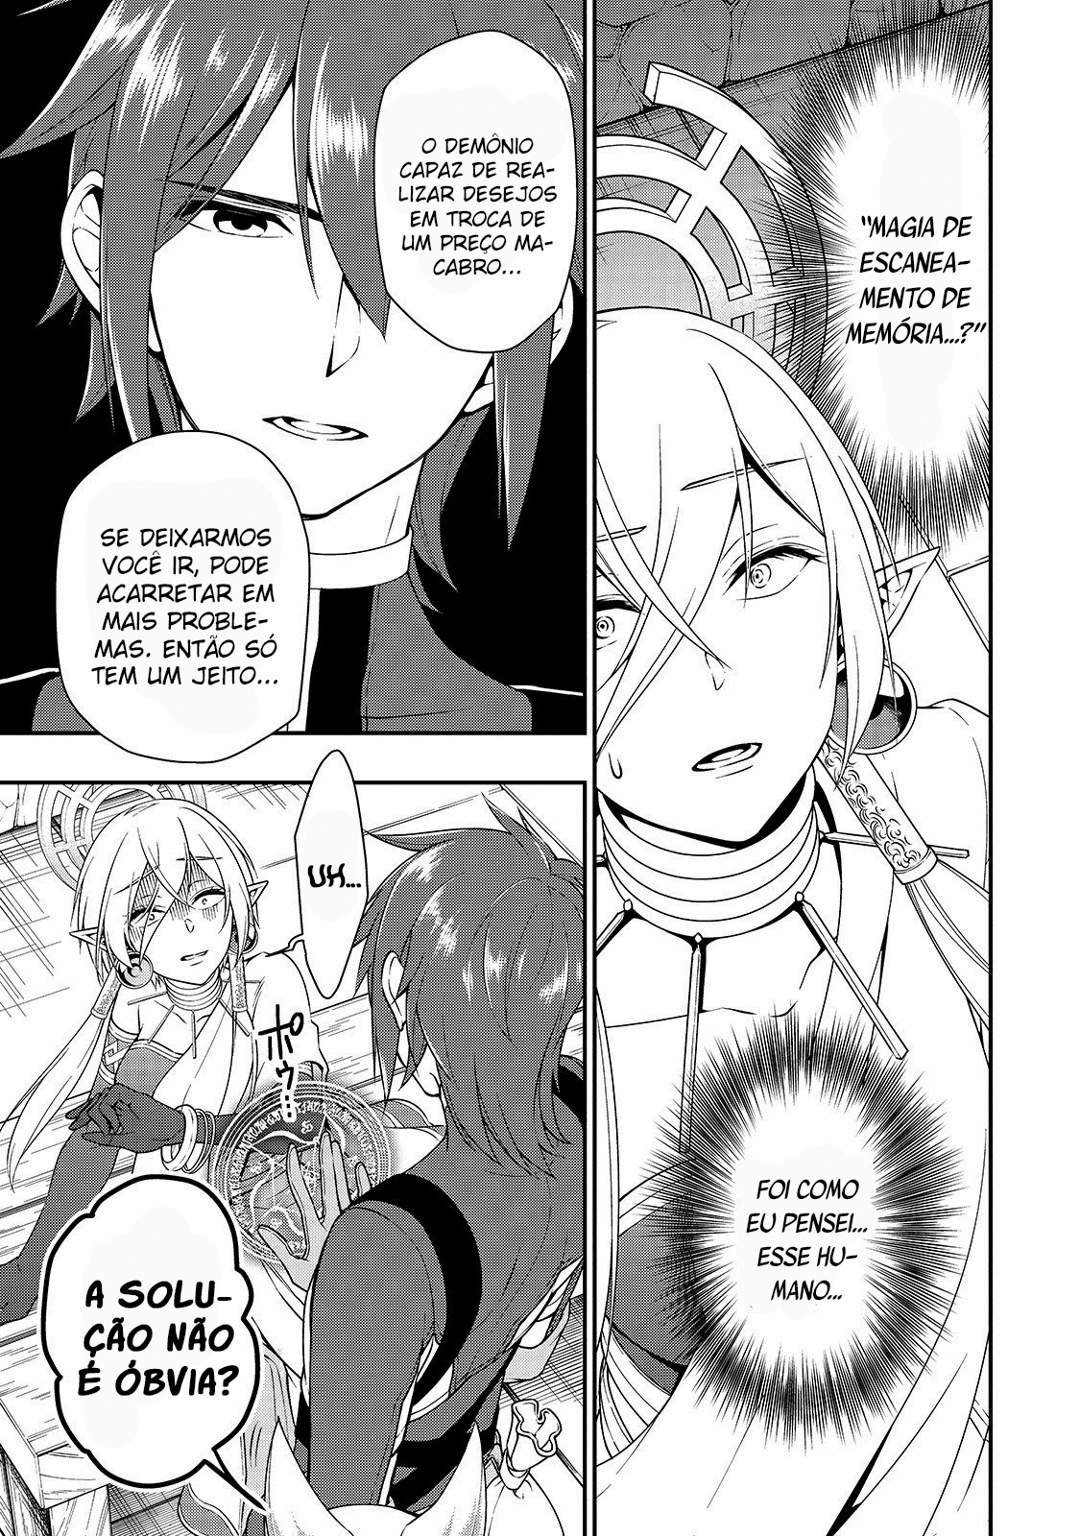 “MAGIA DE
ESCANEA-
MENTO DE
MEMÓRIA...?”
FOI COMO
EU PENSEI...
ESSE HU-
MANO...
O DEMÔNIO
CAPAZ DE REA-
LIZAR DESEJOS
EM TROCA DE
UM PREÇO MA-
CABRO...
SE DEIXARMOS
VOCÊ IR, PODE
ACARRETAR EM
MAIS PROBLE-
MAS. ENTÃO SÓ
TEM UM JEITO...
UH...
ポゥ…
A SOLU-
ÇÃO NÃO
É ÓBVIA?